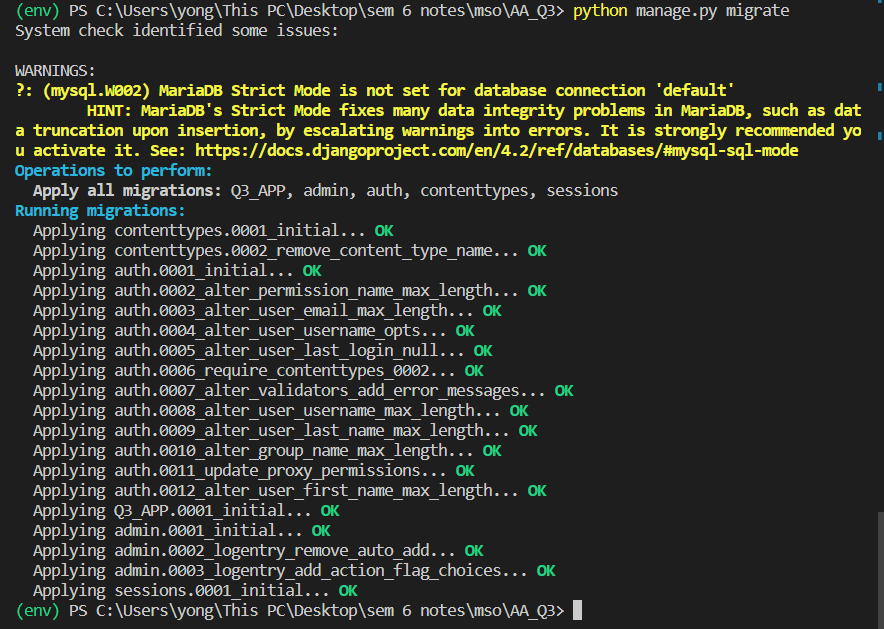 (env) PS C:\Users\yong\This PC\Desktop\sem 6 notes\mso\AA_Q3> python manage.py migrate
System check identified some issues:

WARNINGS:
?: (mysql.W002) MariaDB Strict Mode is not set for database connection 'default'
        HINT: MariaDB's Strict Mode fixes many data integrity problems in MariaDB, such as dat
a truncation upon insertion, by escalating warnings into errors. It is strongly recommended yo
u activate it. See: https://docs.djangoproject.com/en/4.2/ref/databases/#mysql-sql-mode
Operations to perform:
  Apply all migrations: Q3_APP, admin, auth, contenttypes, sessions
Running migrations:
  Applying contenttypes.0001_initial... OK
  Applying contenttypes.0002_remove_content_type_name... OK
  Applying auth.0001_initial... OK
  Applying auth.0002_alter_permission_name_max_length... OK
  Applying auth.0003_alter_user_email_max_length... OK
  Applying auth.0004_alter_user_username_opts... OK
  Applying auth.0005_alter_user_last_login_null... OK
  Applying auth.0006_require_contenttypes_0002... OK
  Applying auth.0007_alter_validators_add_error_messages... OK
  Applying auth.0008_alter_user_username_max_length... OK
  Applying auth.0009_alter_user_last_name_max_length... OK
  Applying auth.0010_alter_group_name_max_length... OK
  Applying auth.0011_update_proxy_permissions... OK
  Applying auth.0012_alter_user_first_name_max_length... OK
  Applying Q3_APP.0001_initial... OK
  Applying admin.0001_initial... OK
  Applying admin.0002_logentry_remove_auto_add... OK
  Applying admin.0003_logentry_add_action_flag_choices... OK
  Applying sessions.0001_initial... OK
(env) PS C:\Users\yong\This PC\Desktop\sem 6 notes\mso\AA_Q3>